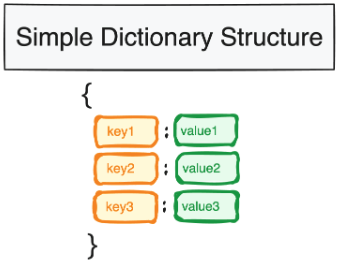 Simple Dictionary Structure
{
key1 : value1
key2 : value2
key3 : value3
}